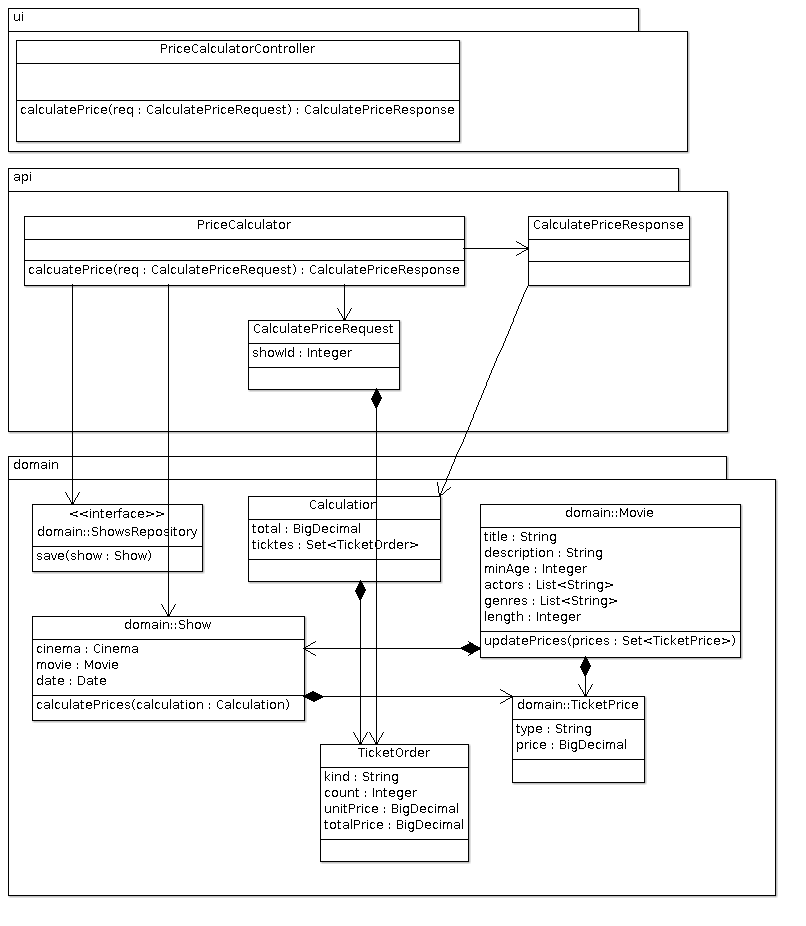 ui
PriceCalculatorController
calculatePrice(req : CalculatePriceRequest) : CalculatePriceResponse
api
PriceCalculator
calcuatePrice(req : CalculatePriceRequest) : CalculatePriceResponse
CalculatePriceResponse
CalculatePriceRequest
showId : Integer
domain
<<interface>>
domain::ShowsRepository
save(show : Show)
Calculation
total : BigDecimal
ticktes : Set<TicketOrder>
domain::Movie
title : String
description : String
minAge : Integer
actors : List<String>
genres : List<String>
length : Integer
updatePrices(prices : Set<TicketPrice>)
domain::Show
cinema : Cinema
movie : Movie
date : Date
calculatePrices(calculation : Calculation)
domain::TicketPrice
type : String
price : BigDecimal
TicketOrder
kind : String
count : Integer
unitPrice : BigDecimal
totalPrice : BigDecimal